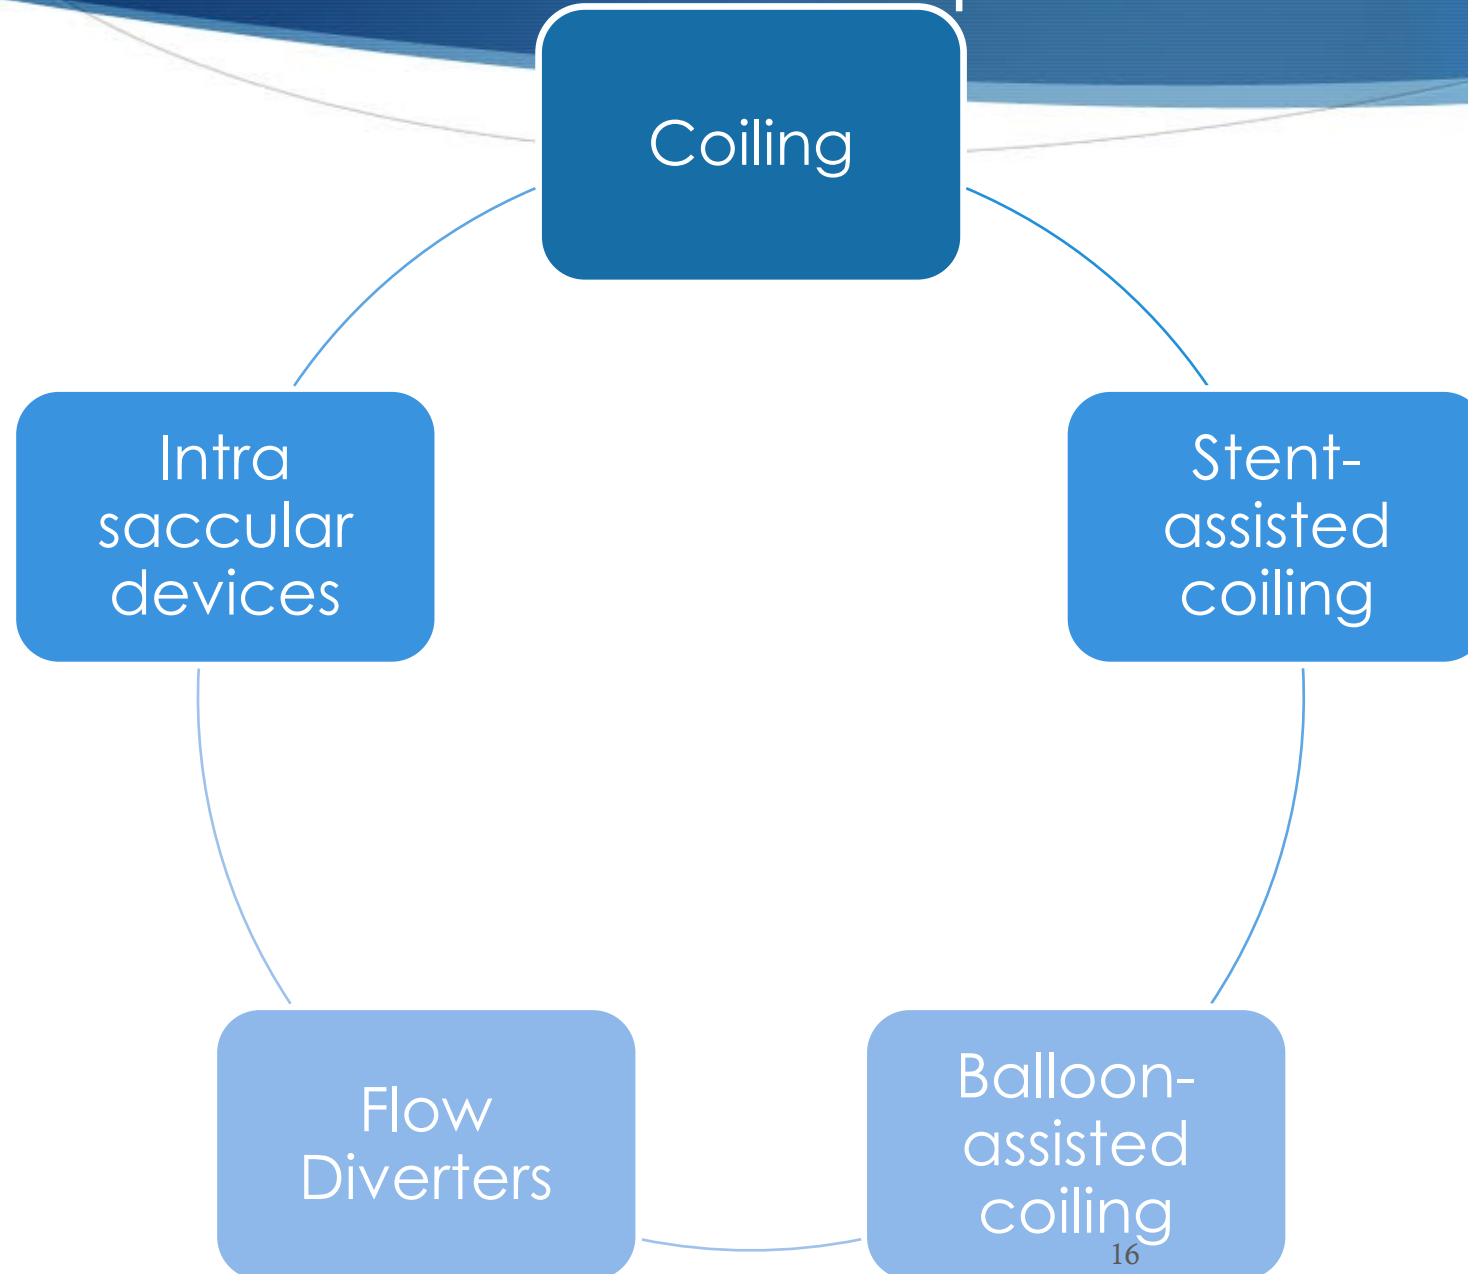 Coiling
Stent-
assisted
coiling
Balloon-
assisted
coiling
Flow
Diverters
Intra
saccular
devices
16